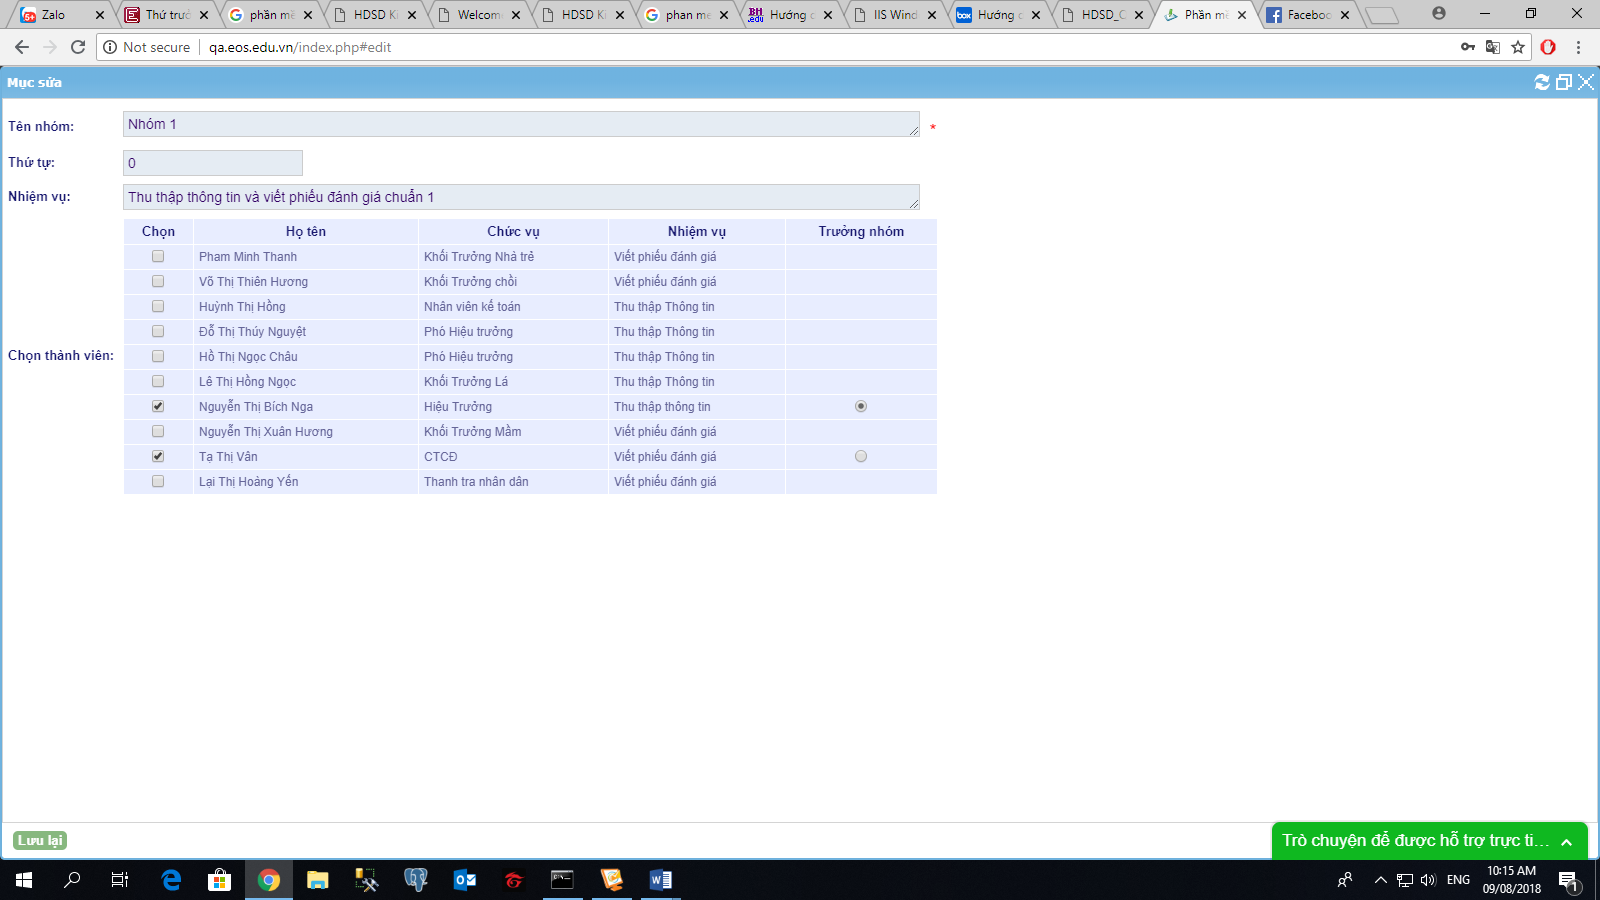 Zalo
Thứ trưở
phần mề
HDSD Ki
Welcome
HDSD Ki
phan me
BH .edu Hướng d
IIS Wind
box Hướng d
HDSD_C
Phần mề
Facebook
Not secure qa.eos.edu.vn/index.php#edit
Mục sửa
Tên nhóm: Nhóm 1 *
Thứ tự: 0
Nhiệm vụ: Thu thập thông tin và viết phiếu đánh giá chuẩn 1
Chọn Họ tên Chức vụ Nhiệm vụ Trưởng nhóm
Pham Minh Thanh Khối Trưởng Nhà trẻ Viết phiếu đánh giá
Võ Thị Thiên Hương Khối Trưởng chồi Viết phiếu đánh giá
Huỳnh Thị Hồng Nhân viên kế toán Thu thập Thông tin
Đỗ Thị Thúy Nguyệt Phó Hiệu trưởng Thu thập Thông tin
Chọn thành viên:
Hồ Thị Ngọc Châu Phó Hiệu trưởng Thu thập Thông tin
Lê Thị Hồng Ngọc Khối Trưởng Lá Thu thập Thông tin
Nguyễn Thị Bích Nga Hiệu Trưởng Thu thập thông tin
Nguyễn Thị Xuân Hương Khối Trưởng Mầm Viết phiếu đánh giá
Tạ Thị Vân CTCĐ Viết phiếu đánh giá
Lại Thị Hoàng Yến Thanh tra nhân dân Viết phiếu đánh giá
Lưu lại
Trò chuyện để được hỗ trợ trực ti...
ENG
10:15 AM
09/08/2018
1